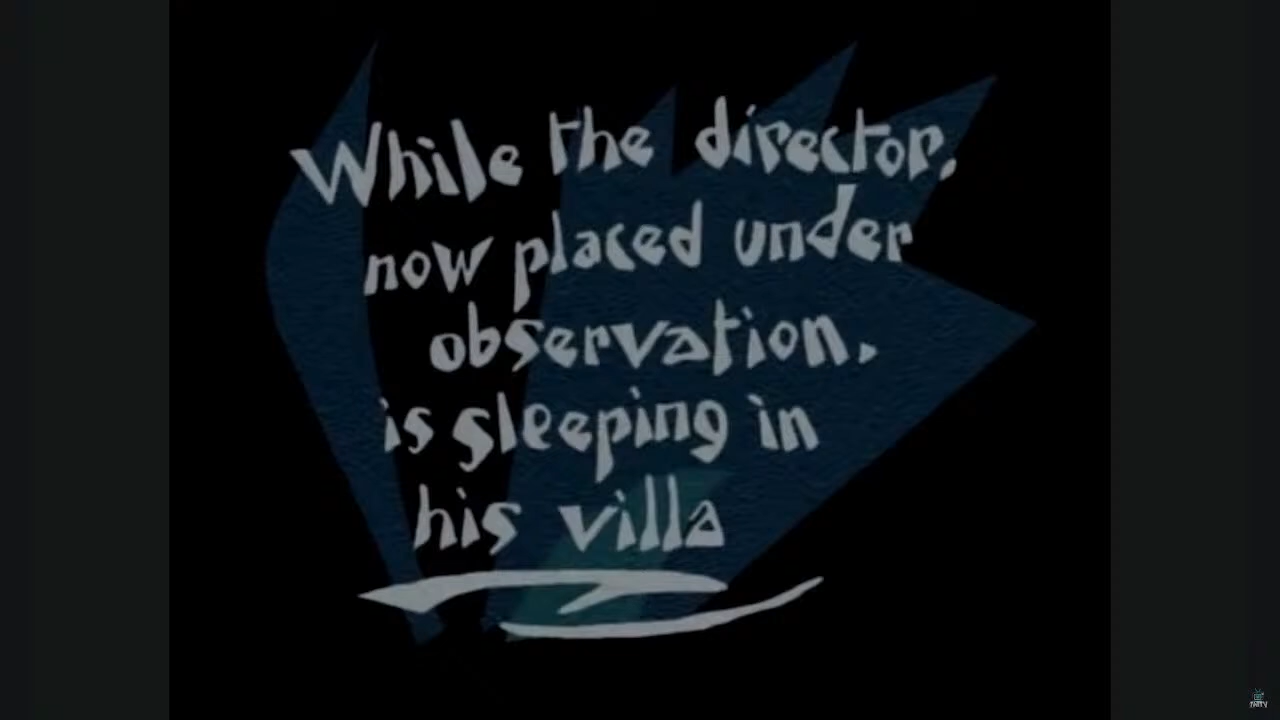 While the director,
now placed under
observation,
is sleeping in
his villa